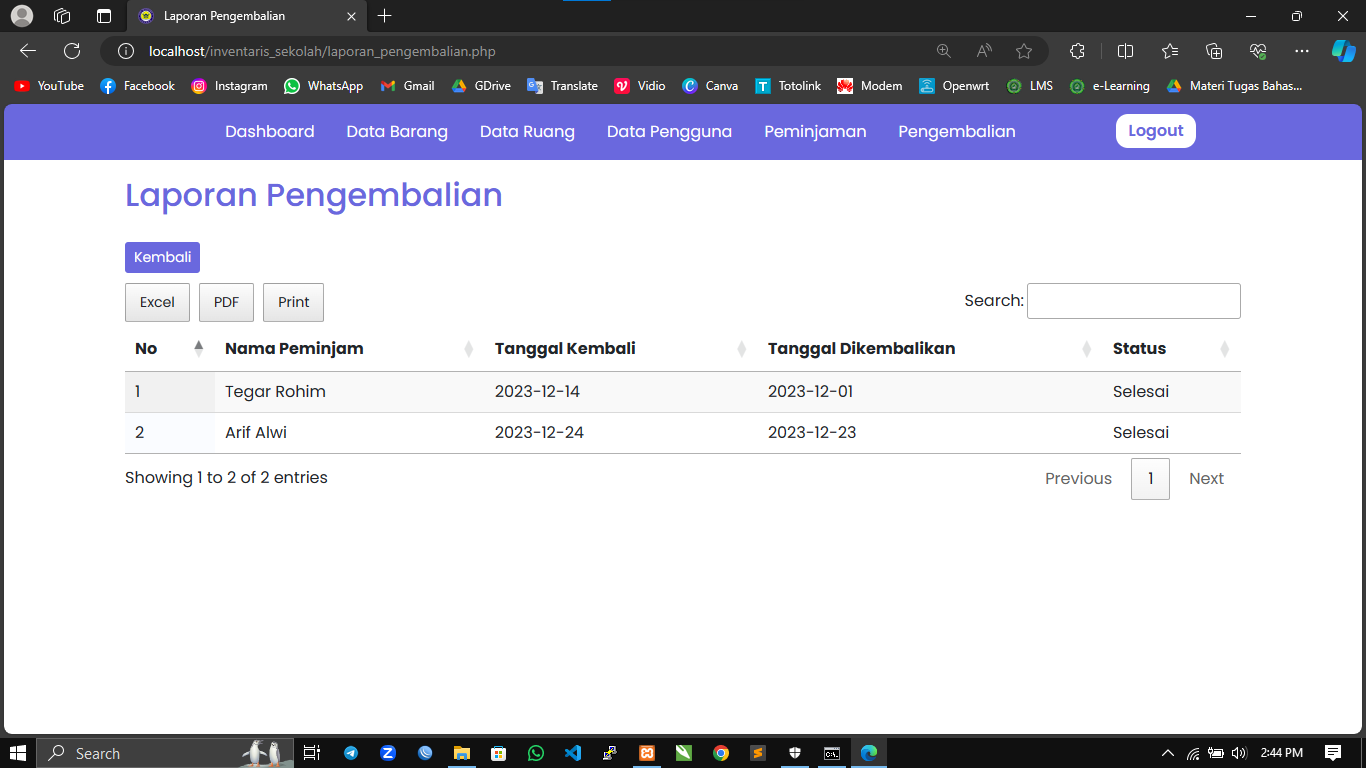 Laporan Pengembalian
localhost/inventaris_sekolah/laporan_pengembalian.php
YouTube Facebook Instagram WhatsApp Gmail GDrive Translate Vidio Canva Totolink Modem Openwrt LMS e-Learning Materi Tugas Bahas...
Dashboard Data Barang Data Ruang Data Pengguna Peminjaman Pengembalian Logout
Laporan Pengembalian
Kembali
Excel PDF Print Search:
No Nama Peminjam Tanggal Kembali Tanggal Dikembalikan Status
1 Tegar Rohim 2023-12-14 2023-12-01 Selesai
2 Arif Alwi 2023-12-24 2023-12-23 Selesai
Showing 1 to 2 of 2 entries Previous 1 Next
Search 2:44 PM